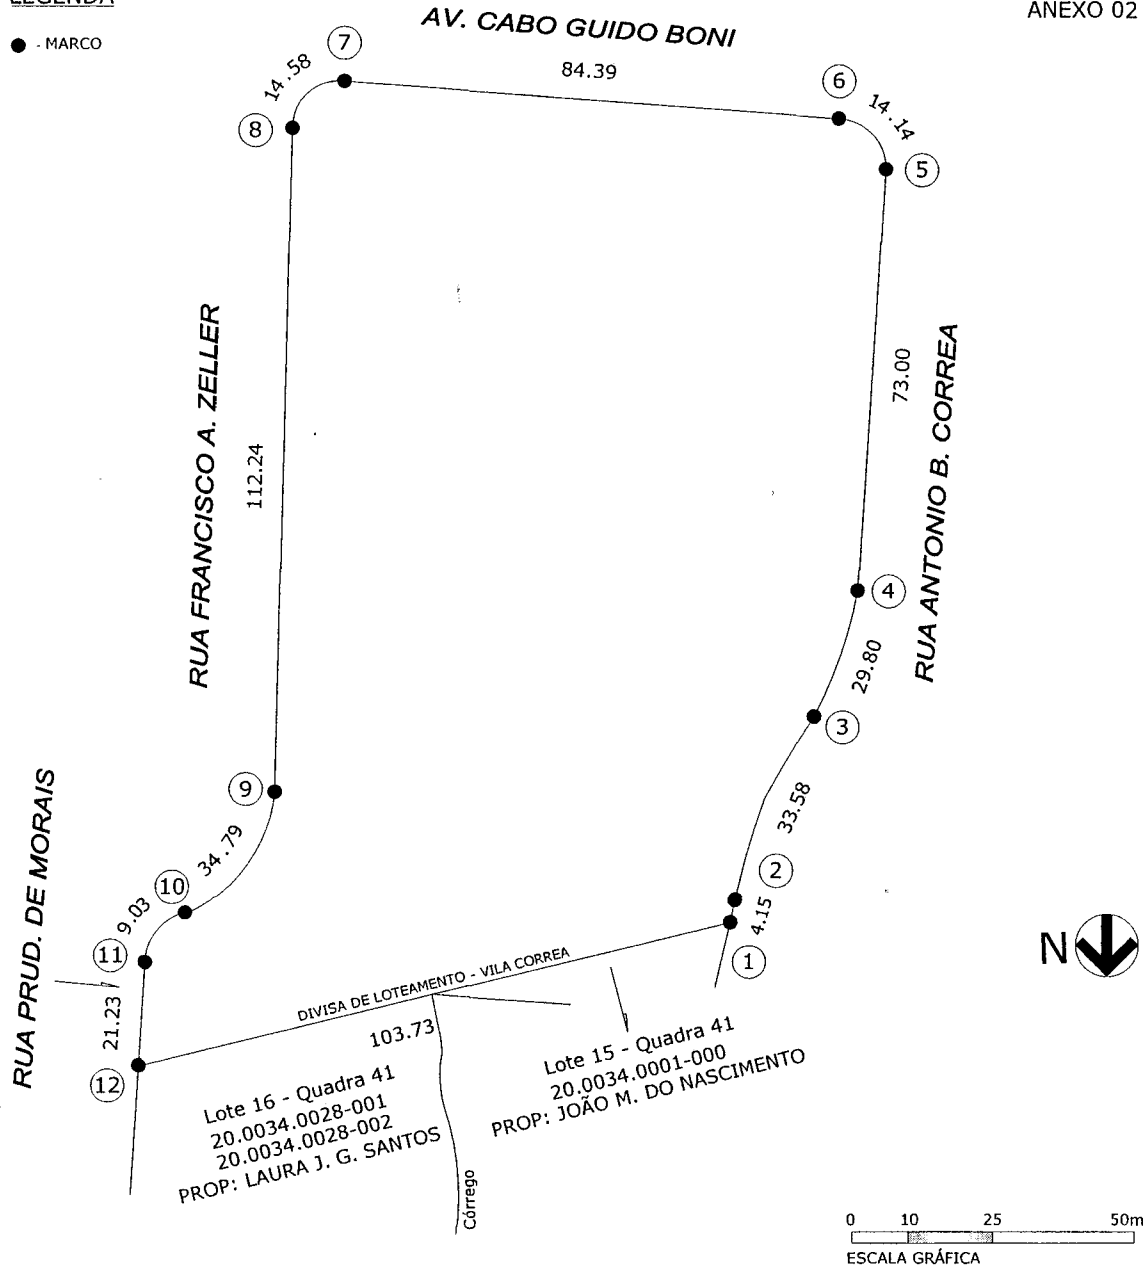 LEGENDA
ANEXO 02
- MARCO
AV. CABO GUIDO BONI
7
84.39
6
14.58
14.14
8
5
RUA FRANCISCO A. ZELLER
112.24
73.00
RUA ANTONIO B. CORREA
4
29.80
3
9
33.58
34.79
RUA PRUD. DE MORAIS
10
2
9.03
4.15
11
1
N
DIVISA DE LOTEAMENTO - VILA CORREA
21.23
103.73
12
Lote 15 - Quadra 41
20.0034.0001-000
PROP: JOÃO M. DO NASCIMENTO
Lote 16 - Quadra 41
20.0034.0028-001
20.0034.0028-002
PROP: LAURA J. G. SANTOS
Córrego
0 10 25 50m
ESCALA GRÁFICA